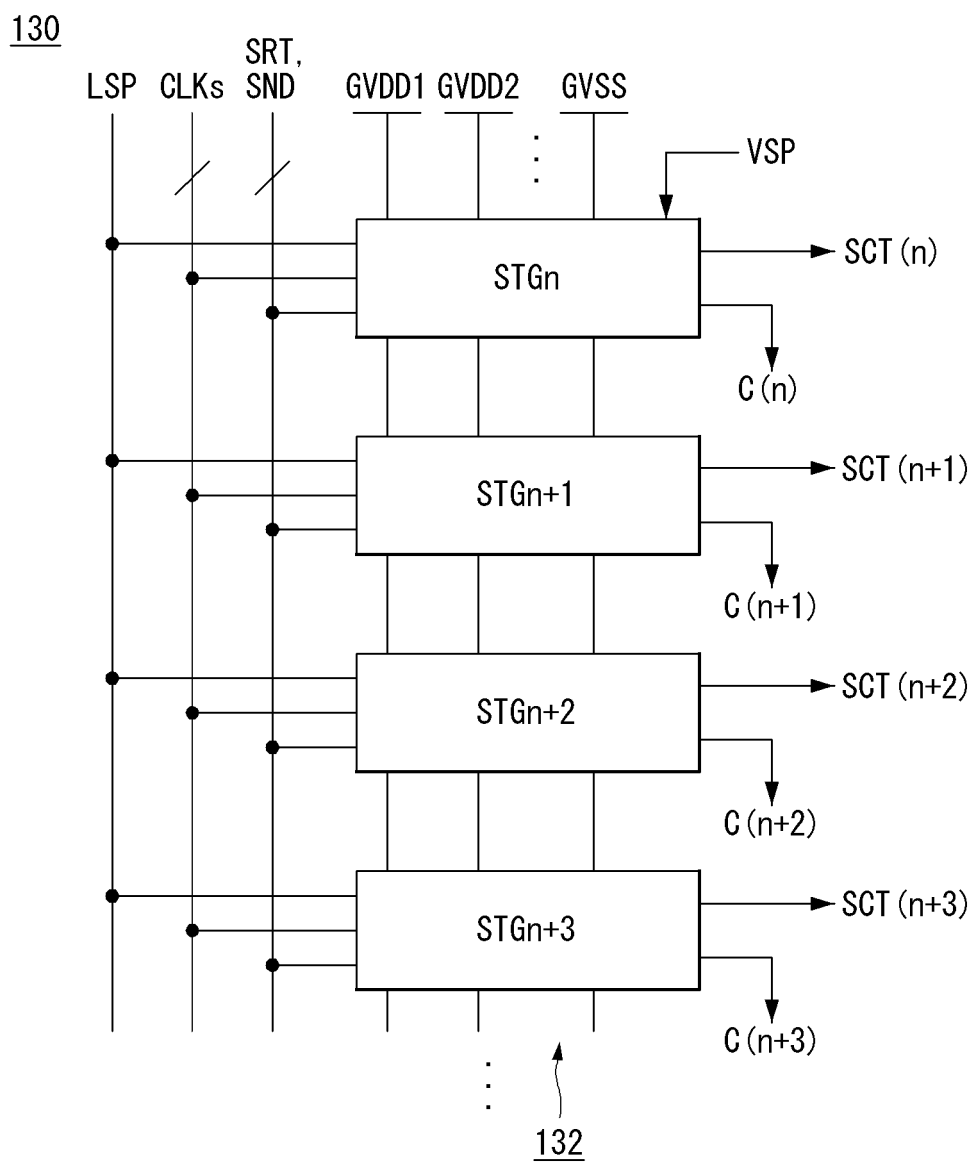 130
SRT,
LSP CLKs SND GVDD1 GVDD2 GVSS
VSP
STGn
SCT(n)
C(n)
STGn+1
SCT(n+1)
C(n+1)
STGn+2
SCT(n+2)
C(n+2)
STGn+3
SCT(n+3)
C(n+3)
132